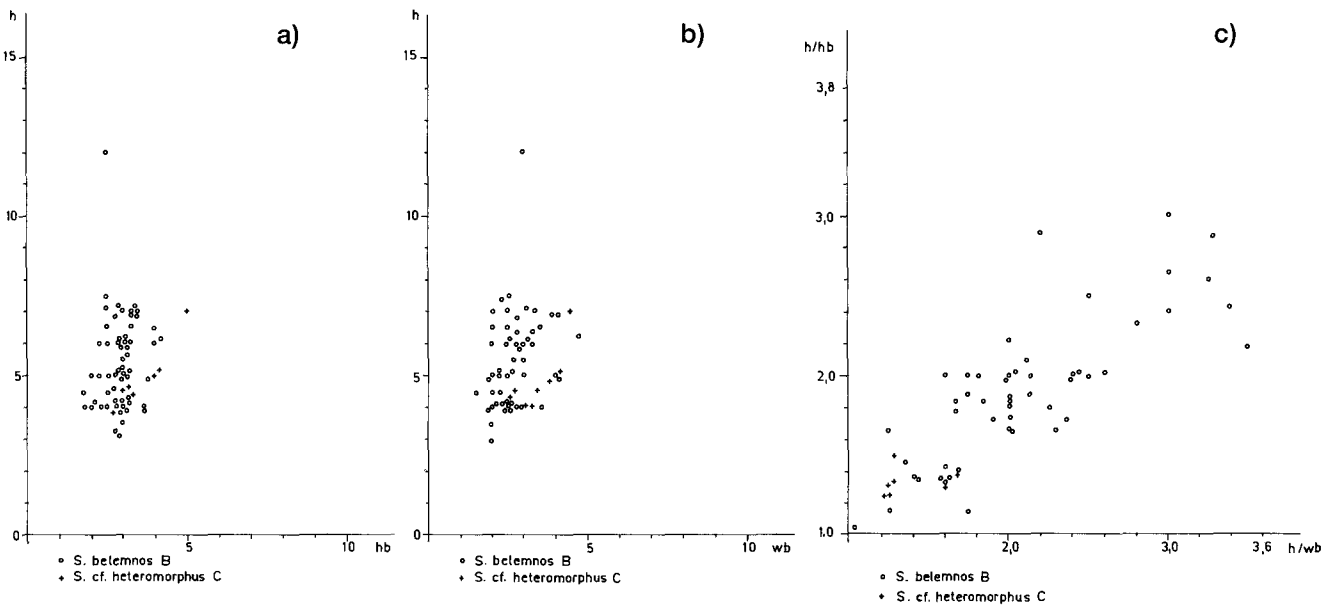 a)
h
15
10
5
0
5
10 hb
o S. belemnos B
+ S. cf. heteromorphus C
b)
h
15
10
5
0
5
10 wb
o S. belemnos B
+ S. cf. heteromorphus C
c)
h/hb
3,8
3,0
2,0
1,0
2,0
3,0
3,6 h/wb
o S. belemnos B
+ S. cf. heteromorphus C